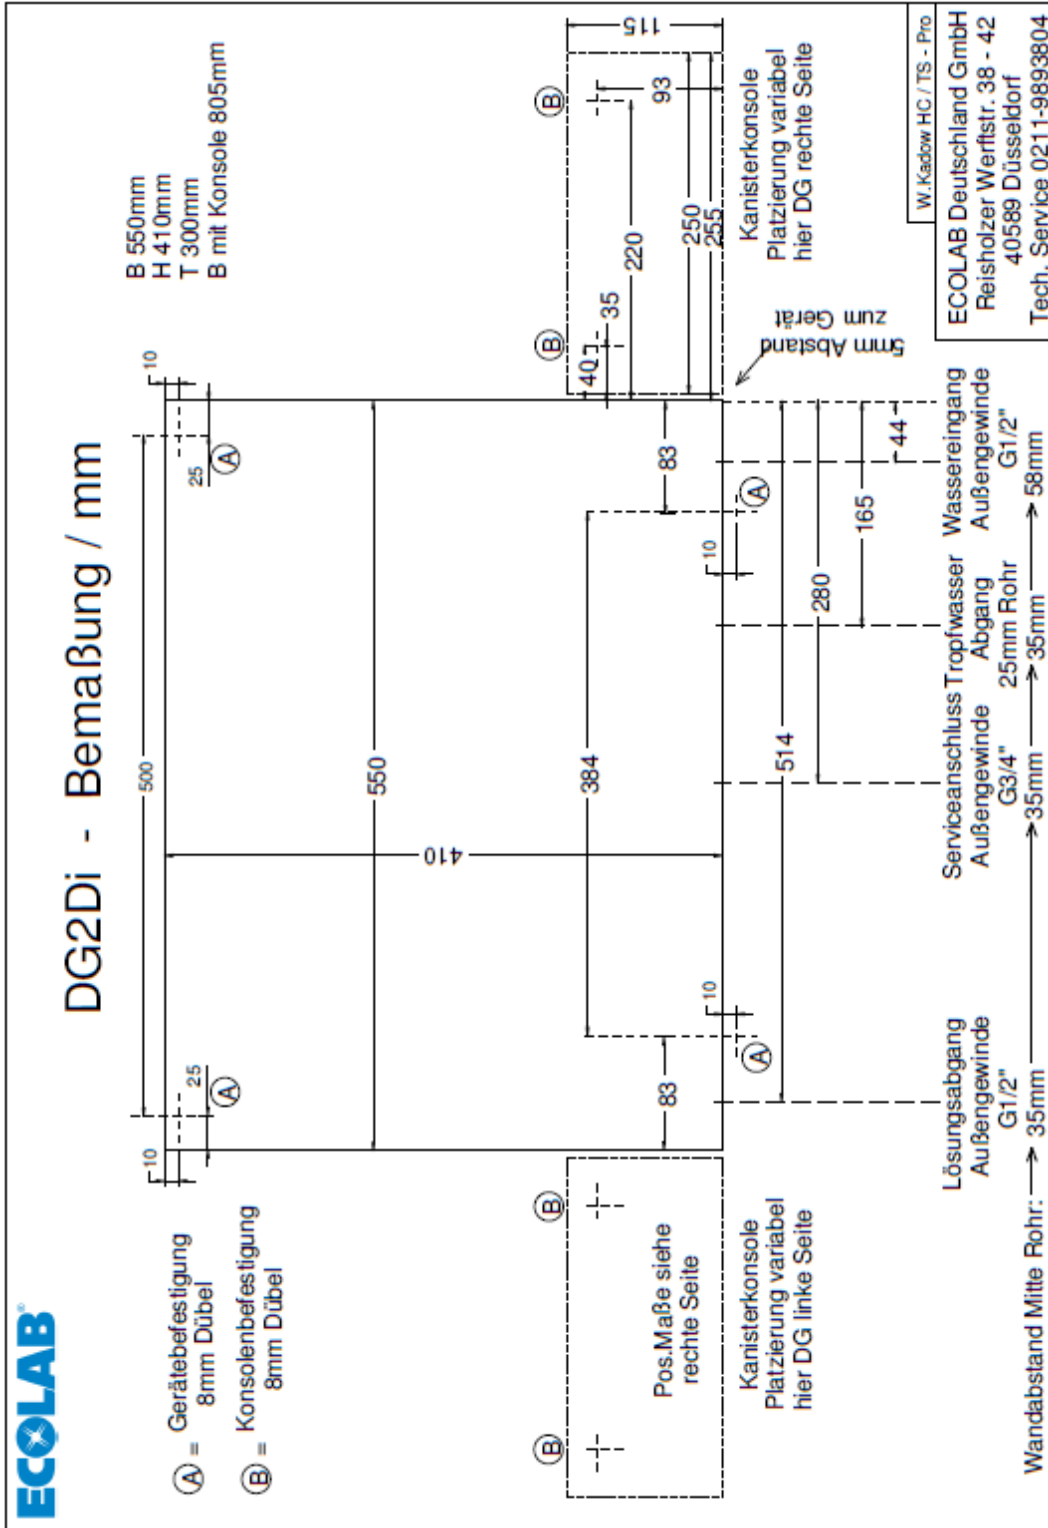 ECOLAB®
DG2Di - Bemaßung / mm
B 550mm
H 410mm
T 300mm
B mit Konsole 805mm
A = Gerätebefestigung
8mm Dübel
B = Konsolenbefestigung
8mm Dübel
500
10
25
A
10
25
A
550
410
384
83
83
10
A
10
A
B
B
Pos.Maße siehe
rechte Seite
Kanisterkonsole
Platzierung variabel
hier DG linke Seite
B
B
115
93
40
35
220
250
255
Kanisterkonsole
Platzierung variabel
hier DG rechte Seite
5mm Abstand
zum Gerät
514
280
165
44
Lösungsabgang
Außengewinde
G1/2"
Serviceanschluss
Außengewinde
G3/4"
Tropfwasser
Abgang
25mm Rohr
Wassereingang
Außengewinde
G1/2"
Wandabstand Mitte Rohr: 35mm 35mm 35mm 58mm
W.Kadow HC / TS - Pro
ECOLAB Deutschland GmbH
Reisholzer Werftstr. 38 - 42
40589 Düsseldorf
Tech. Service 0211-9893804